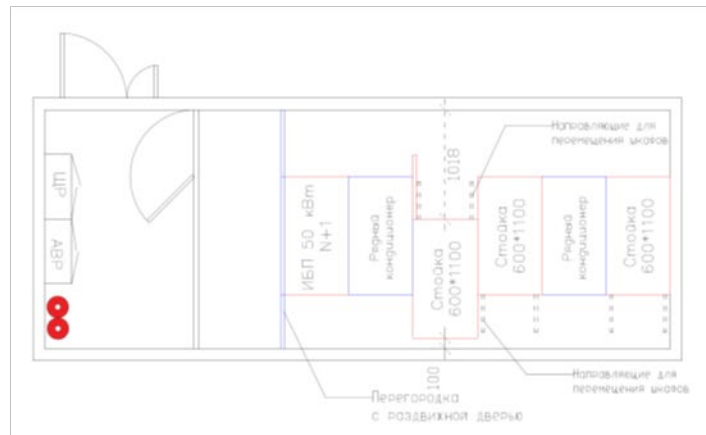 Направляющие для
перемещения шкафов
1018
ЩР
АВР
ИБП 50 кВт
N+1
Рядный
кондиционер
Стойка
600*1100
Стойка
600*1100
Рядный
кондиционер
Стойка
600*1100
100
Направляющие для
перемещения шкафов
Перегородка
с раздвижной дверью